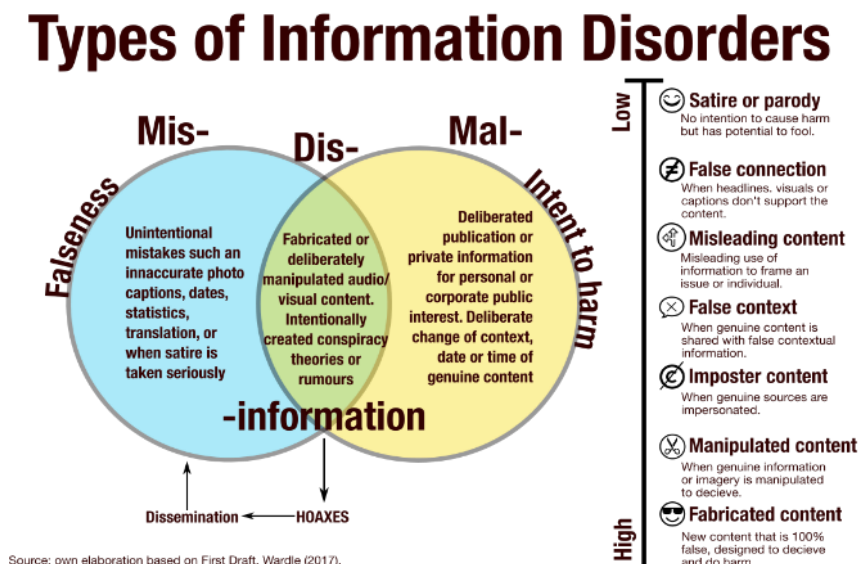 Types of Information Disorders
Mis-
Dis-
Mal-
Falseness
Intent to harm
Unintentional
mistakes such an
innaccurate photo
captions, dates,
statistics,
translation, or
when satire is
taken seriously
Fabricated or
deliberately
manipulated audio/
visual content.
Intentionally
created conspiracy
theories or
rumours
Deliberated
publication or
private information
for personal or
corporate public
interest. Deliberate
change of context,
date or time of
genuine content
-information
Dissemination
HOAXES
Source: own elaboration based on First Draft, Wardle (2017).
Low
Satire or parody
No intention to cause harm
but has potential to fool.
False connection
When headlines. visuals or
captions don't support the
content.
Misleading content
Misleading use of
information to frame an
issue or individual.
False context
When genuine content is
shared with false contextual
information.
Imposter content
When genuine sources are
impersonated.
Manipulated content
When genuine information
or imagery is manipulated
to decieve.
High
Fabricated content
New content that is 100%
false, designed to decieve
and do harm